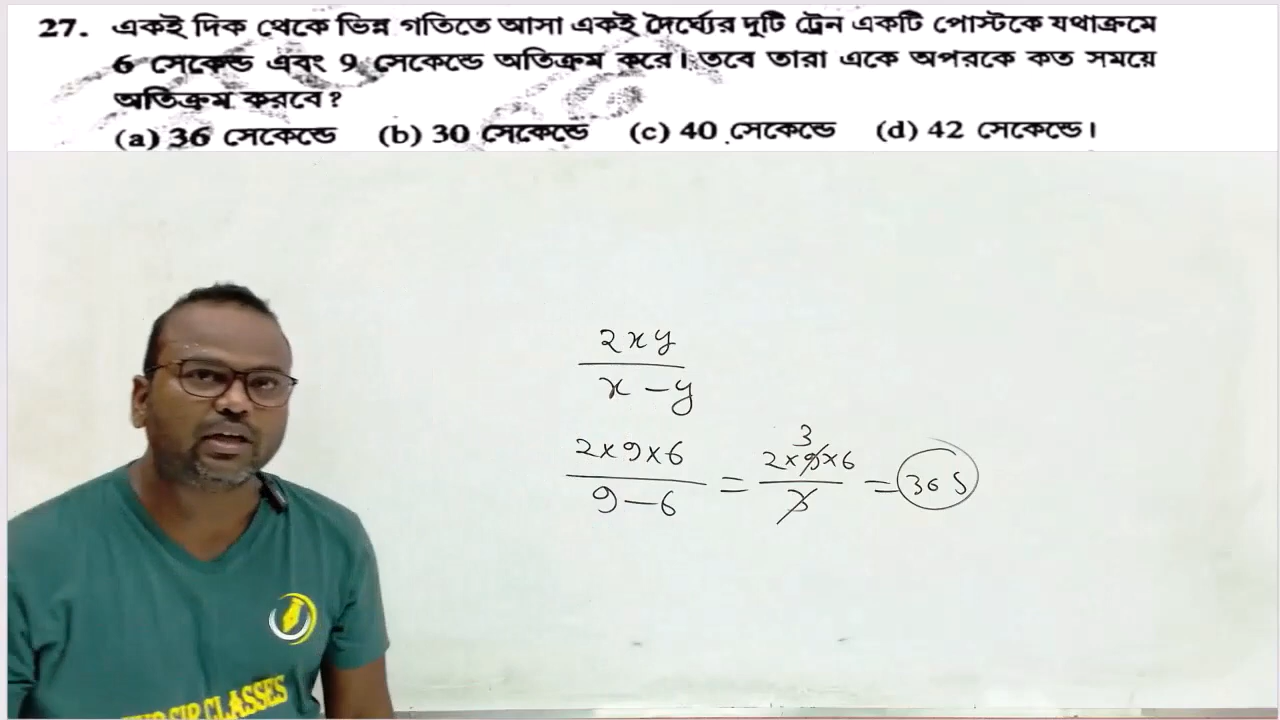 27. একই দিক থেকে ভিন্ন গতিতে আসা একই দৈর্ঘ্যের দুটি ট্রেন একটি পোস্টকে যথাক্রমে
6 সেকেন্ড এবং 9 সেকেন্ডে অতিক্রম করে। তবে তারা একে অপরকে কত সময়ে
অতিক্রম করবে?
(a) 36 সেকেন্ডে (b) 30 সেকেন্ডে (c) 40 সেকেন্ডে (d) 42 সেকেন্ডে।
2xy
x - y
2×9×6 / 9-6 = 2×9×6 / 3 = 36 S
3
SIR CLASSES